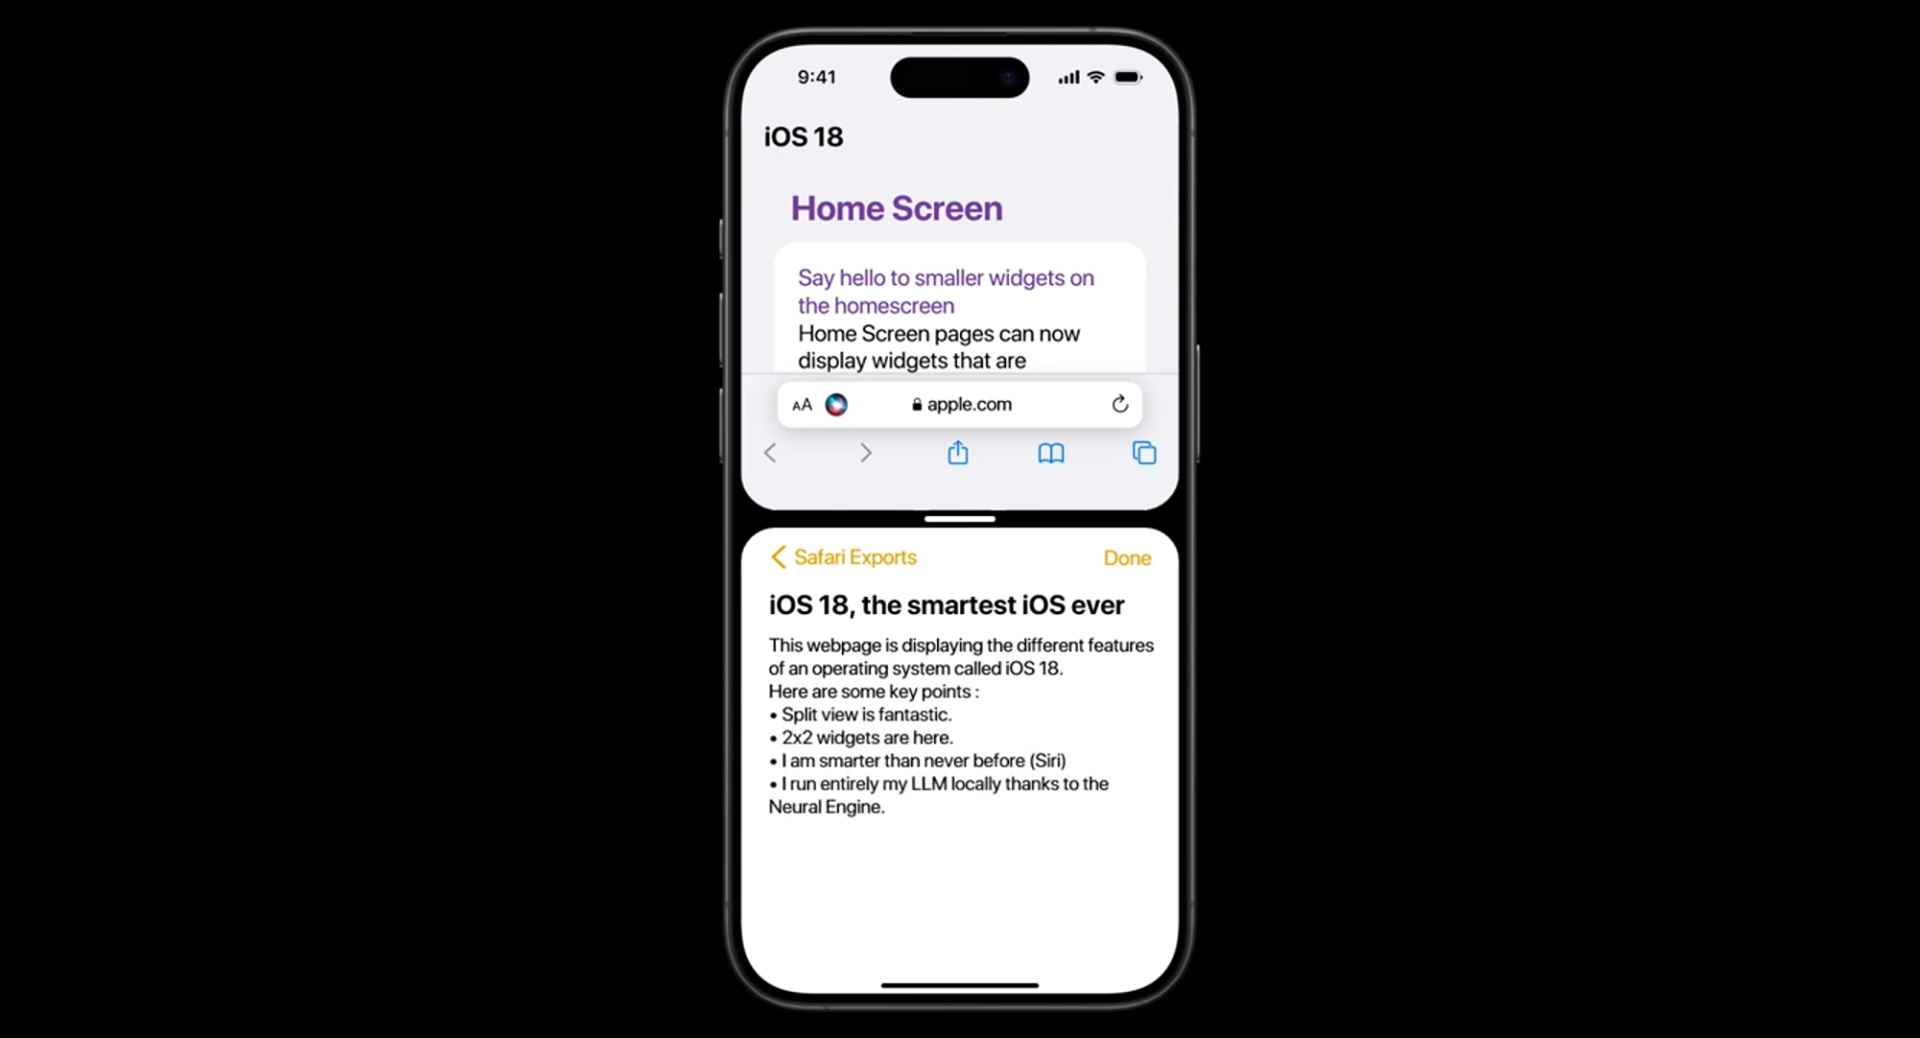 9:41
iOS 18
Home Screen
Say hello to smaller widgets on
the homescreen
Home Screen pages can now
display widgets that are
AA
apple.com
Safari Exports
Done
iOS 18, the smartest iOS ever
This webpage is displaying the different features
of an operating system called iOS 18.
Here are some key points :
• Split view is fantastic.
• 2x2 widgets are here.
• I am smarter than never before (Siri)
• I run entirely my LLM locally thanks to the
Neural Engine.